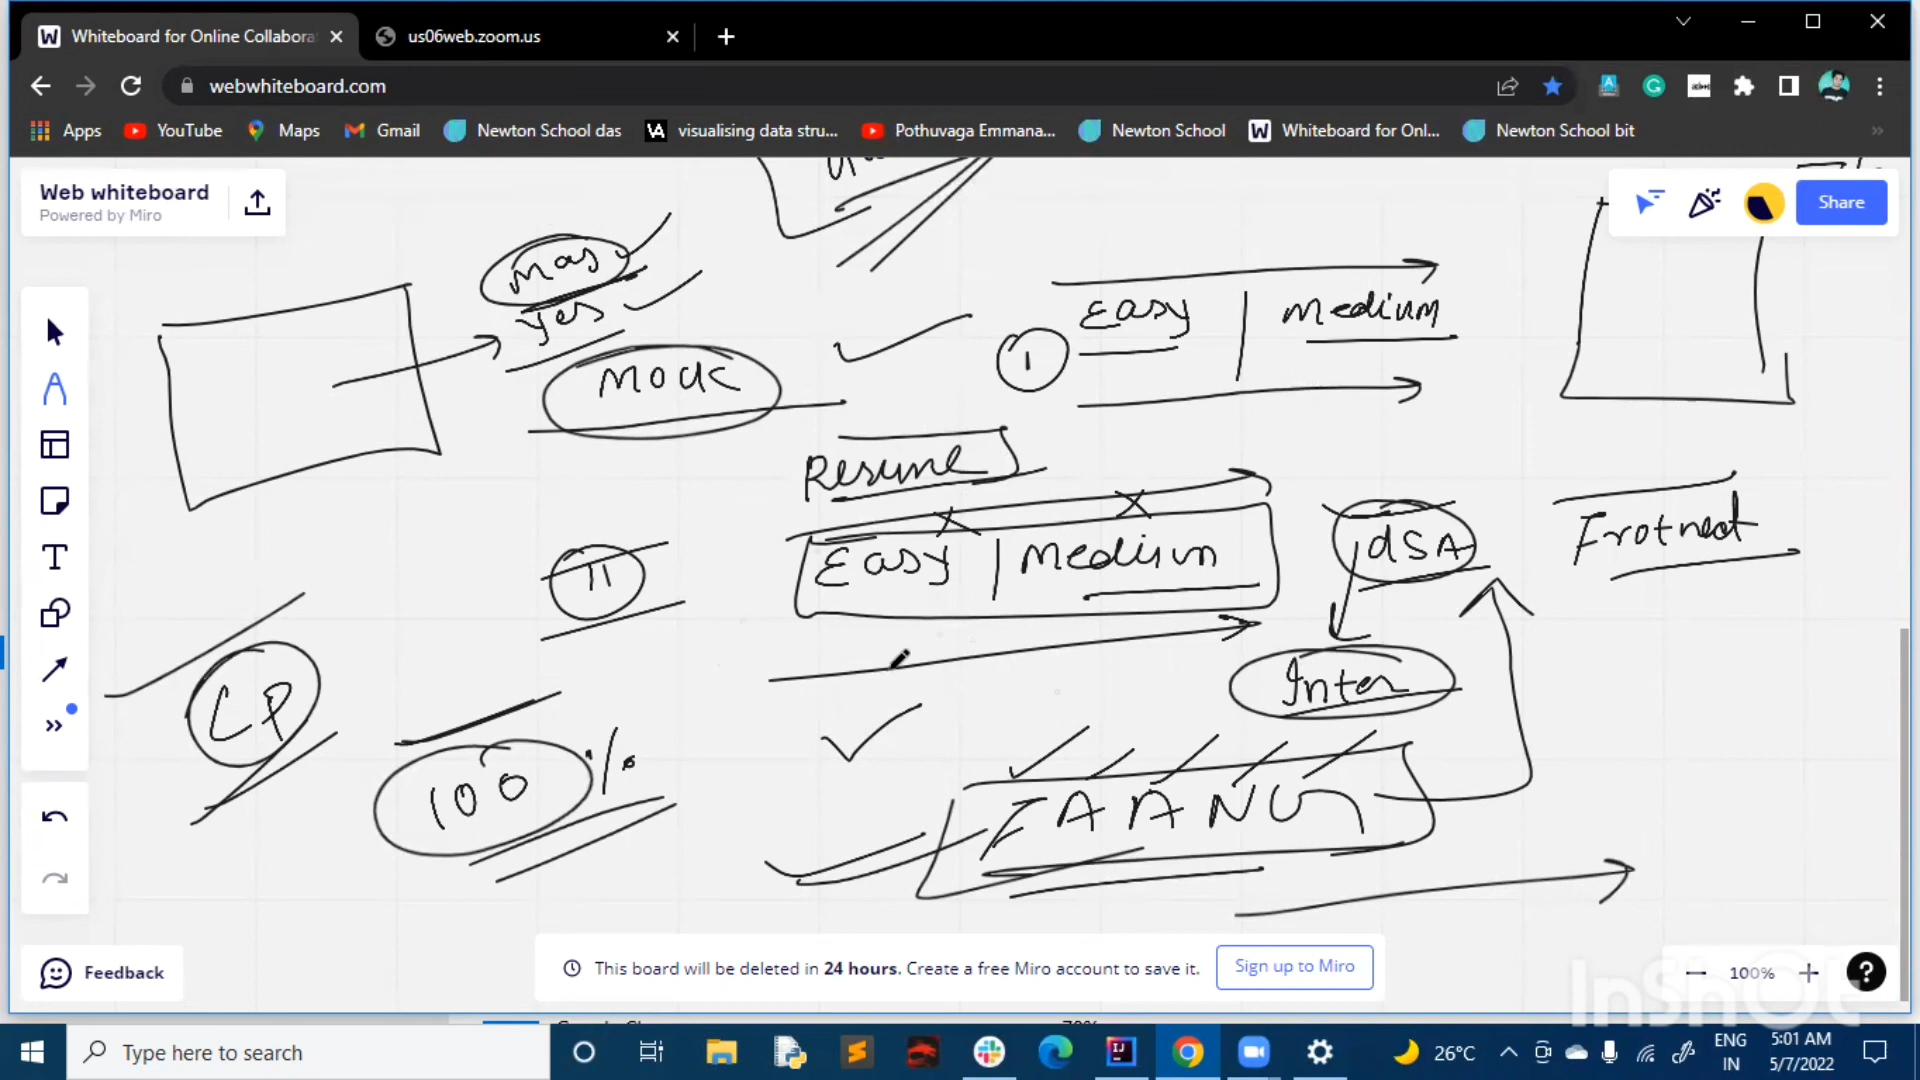 Whiteboard for Online Collabora
us06web.zoom.us
webwhiteboard.com
Apps
YouTube
Maps
Gmail
Newton School das
VA
visualising data stru...
Pothuvaga Emmana...
Newton School
Whiteboard for Onl...
Newton School bit
Web whiteboard
Powered by Miro
Share
Mas
yes
Mock
Easy | Medium
1
Resume
II
Easy | Medium
dSA
Frotned
Inter
CP
100 %
FAANG
Feedback
This board will be deleted in 24 hours. Create a free Miro account to save it.
Sign up to Miro
100%
InShOt
Type here to search
26°C
ENG
IN
5:01 AM
5/7/2022